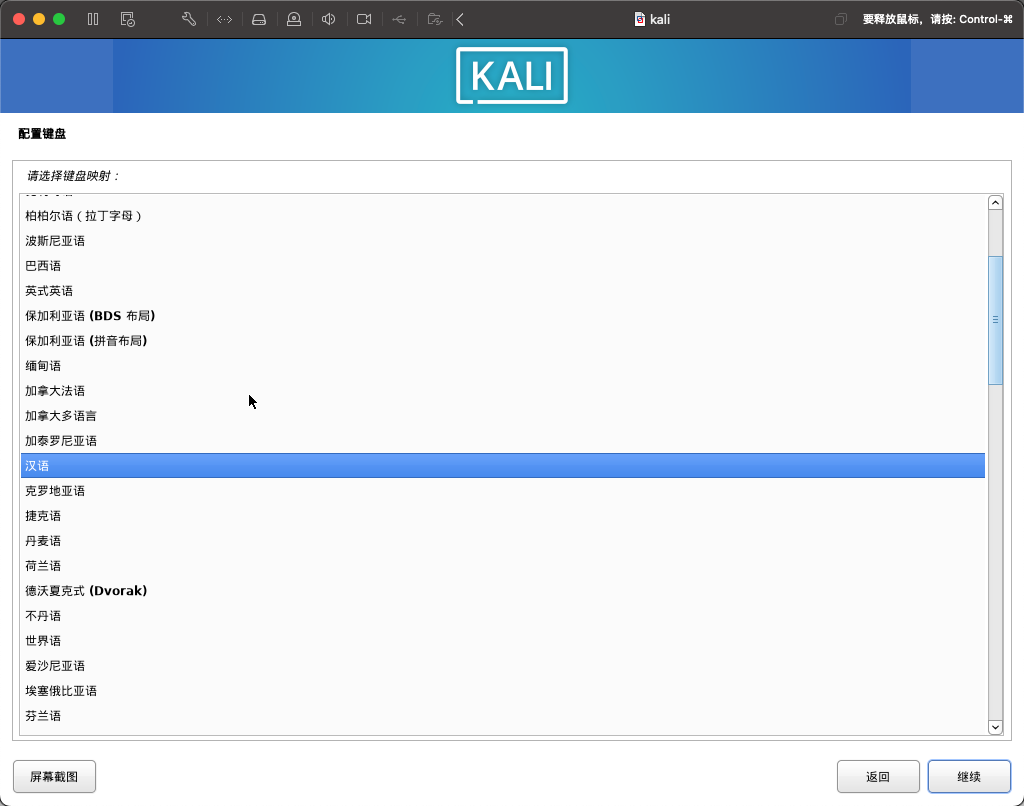 kali
要释放鼠标，请按: Control-⌘
KALI
配置键盘
请选择键盘映射：
柏柏尔语（拉丁字母）
波斯尼亚语
巴西语
英式英语
保加利亚语 (BDS 布局)
保加利亚语 (拼音布局)
缅甸语
加拿大法语
加拿大多语言
加泰罗尼亚语
汉语
克罗地亚语
捷克语
丹麦语
荷兰语
德沃夏克式 (Dvorak)
不丹语
世界语
爱沙尼亚语
埃塞俄比亚语
芬兰语
屏幕截图
返回
继续